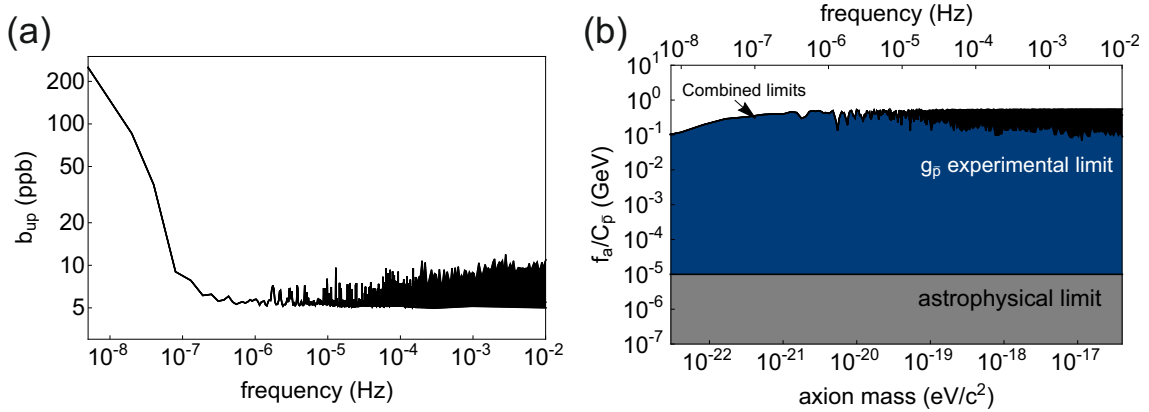 (a)
b_up (ppb)
200
100
50
20
10
5
10^-8 10^-7 10^-6 10^-5 10^-4 10^-3 10^-2
frequency (Hz)
(b)
frequency (Hz)
10^-8 10^-7 10^-6 10^-5 10^-4 10^-3 10^-2
f_a/C_p̄ (GeV)
10^1
10^0
10^-1
10^-2
10^-3
10^-4
10^-5
10^-6
10^-7
Combined limits
g_p̄ experimental limit
astrophysical limit
10^-22 10^-21 10^-20 10^-19 10^-18 10^-17
axion mass (eV/c^2)